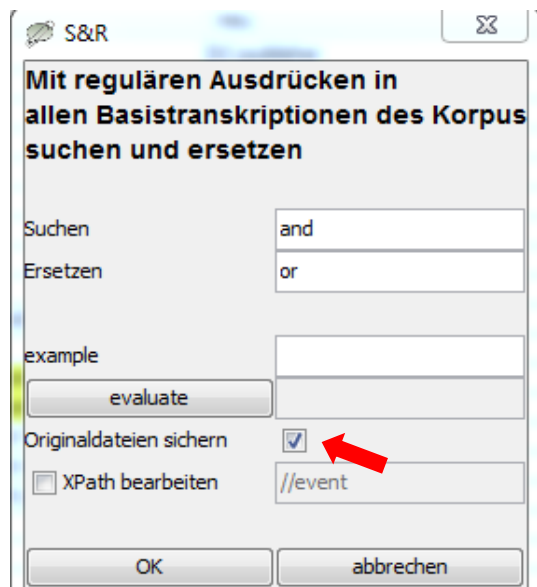 S&R
Mit regulären Ausdrücken in
allen Basistranskriptionen des Korpus
suchen und ersetzen
Suchen and
Ersetzen or
example
evaluate
Originaldateien sichern
XPath bearbeiten //event
OK abbrechen